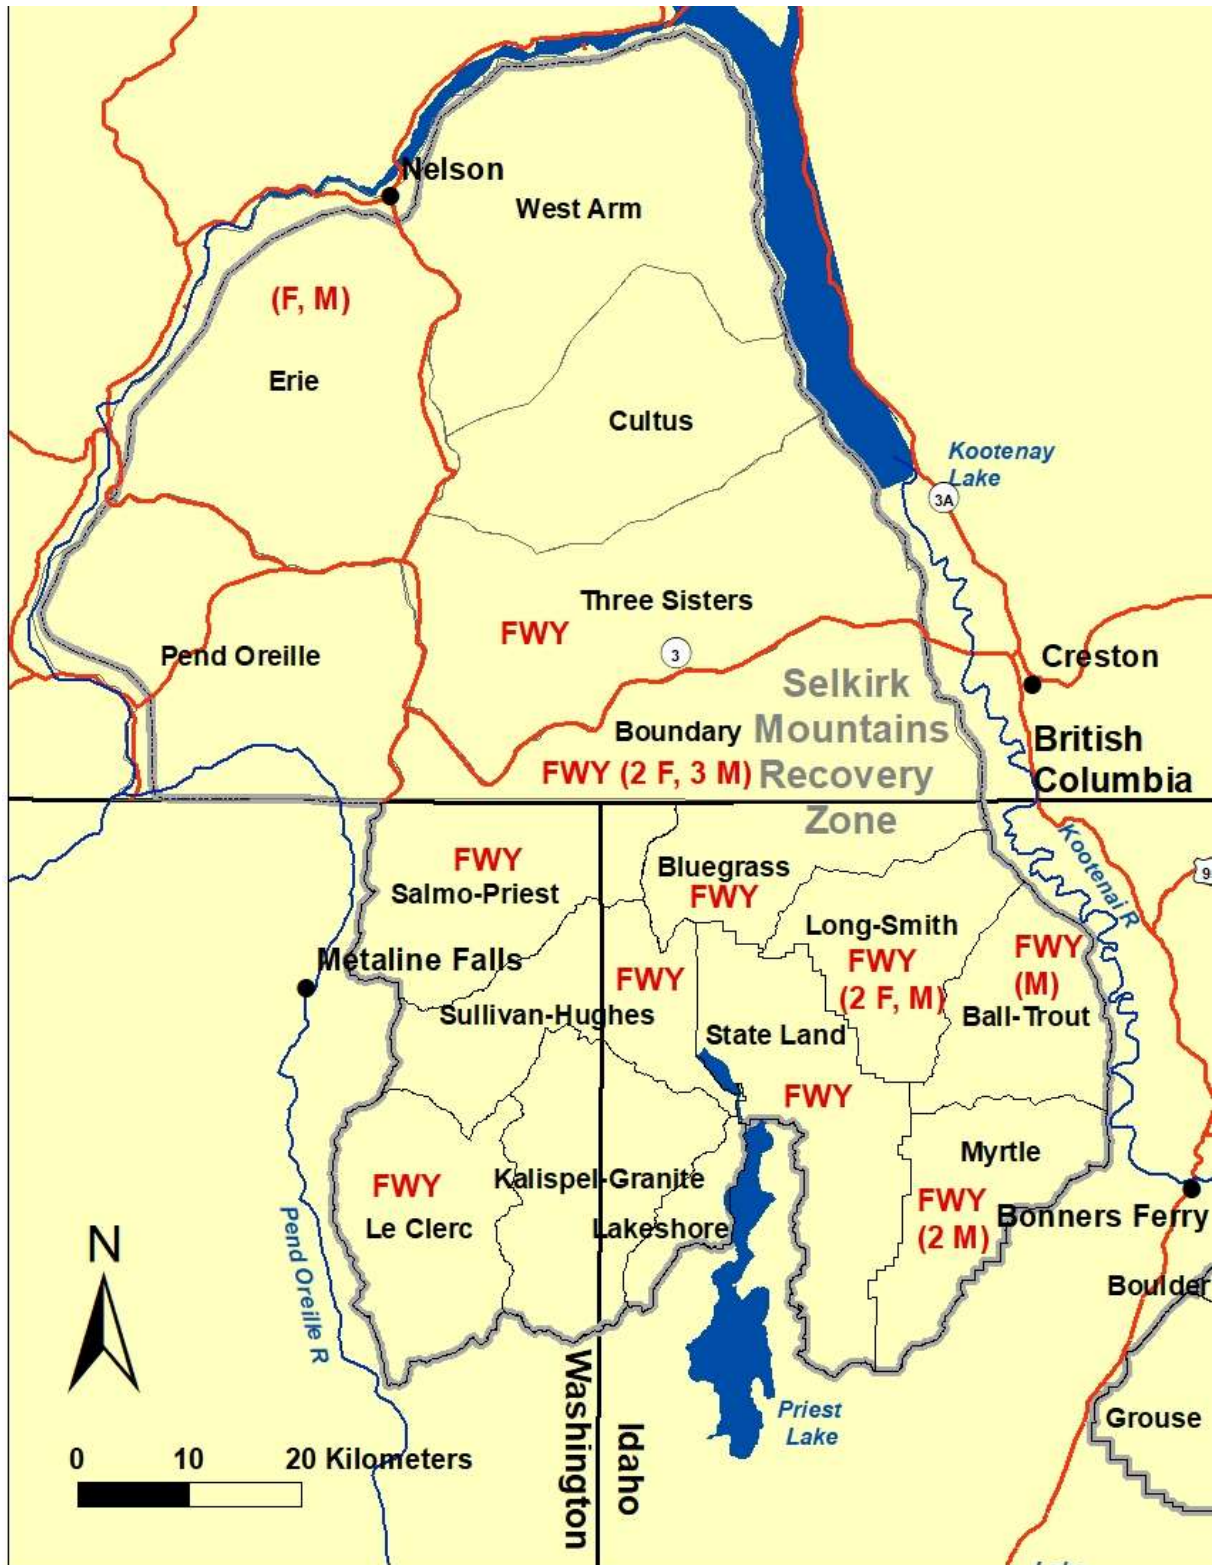 Nelson
West Arm
(F, M)
Erie
Cultus
Kootenay
Lake
3A
Three Sisters
FWY
3
Pend Oreille
Creston
Selkirk
Mountains
Recovery
Zone
Boundary
FWY (2 F, 3 M)
British
Columbia
Kootenai R
9
FWY
Salmo-Priest
Bluegrass
FWY
Long-Smith
FWY
(2 F, M)
FWY
(M)
Ball-Trout
Metaline Falls
FWY
Sullivan-Hughes
State Land
FWY
Myrtle
FWY
(2 M)
Kalispel-Granite
FWY
Le Clerc
Lakeshore
Bonners Ferry
Boulder
Pend Oreille R
N
Grouse
Priest
Lake
Washington
Idaho
0 10 20 Kilometers